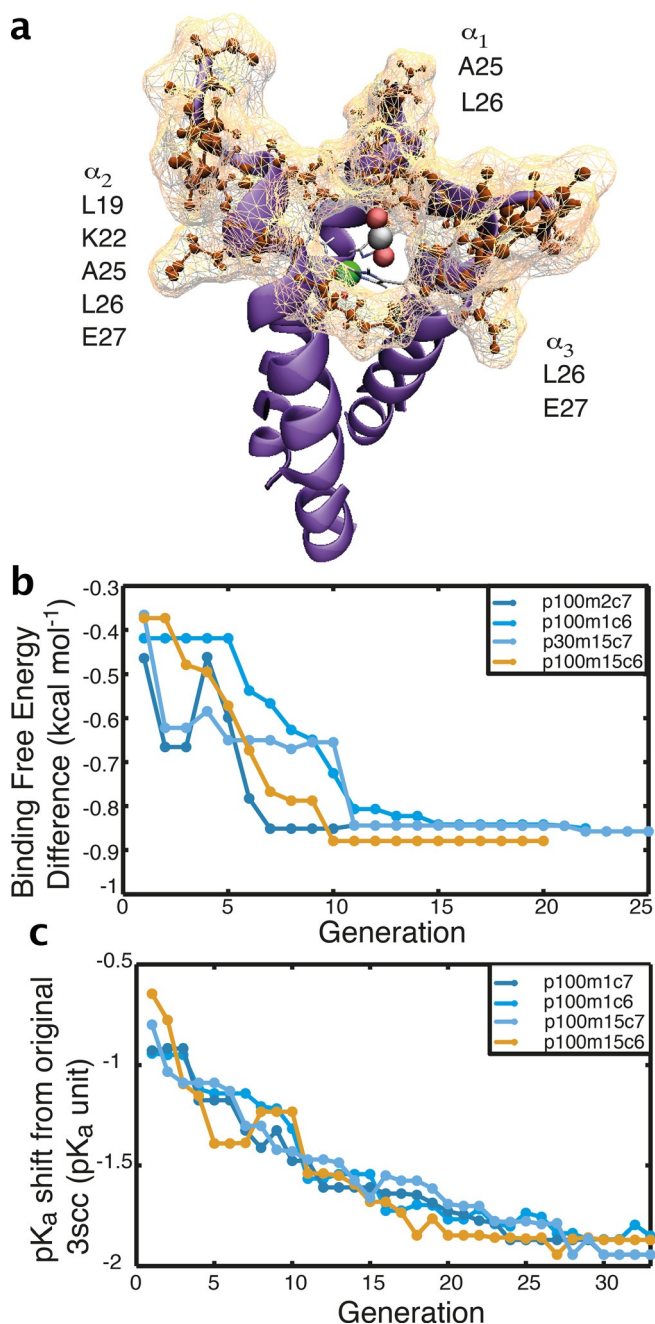 a
α1
A25
L26
α2
L19
K22
A25
L26
E27
α3
L26
E27
b
Binding Free Energy
Difference (kcal mol-1)
-0.3
-0.4
-0.5
-0.6
-0.7
-0.8
-0.9
-1
p100m2c7
p100m1c6
p30m15c7
p100m15c6
0
5
10
15
20
25
Generation
c
pKa shift from original
3scc (pKa unit)
-0.5
-1
-1.5
-2
p100m1c7
p100m1c6
p100m15c7
p100m15c6
0
5
10
15
20
25
30
Generation